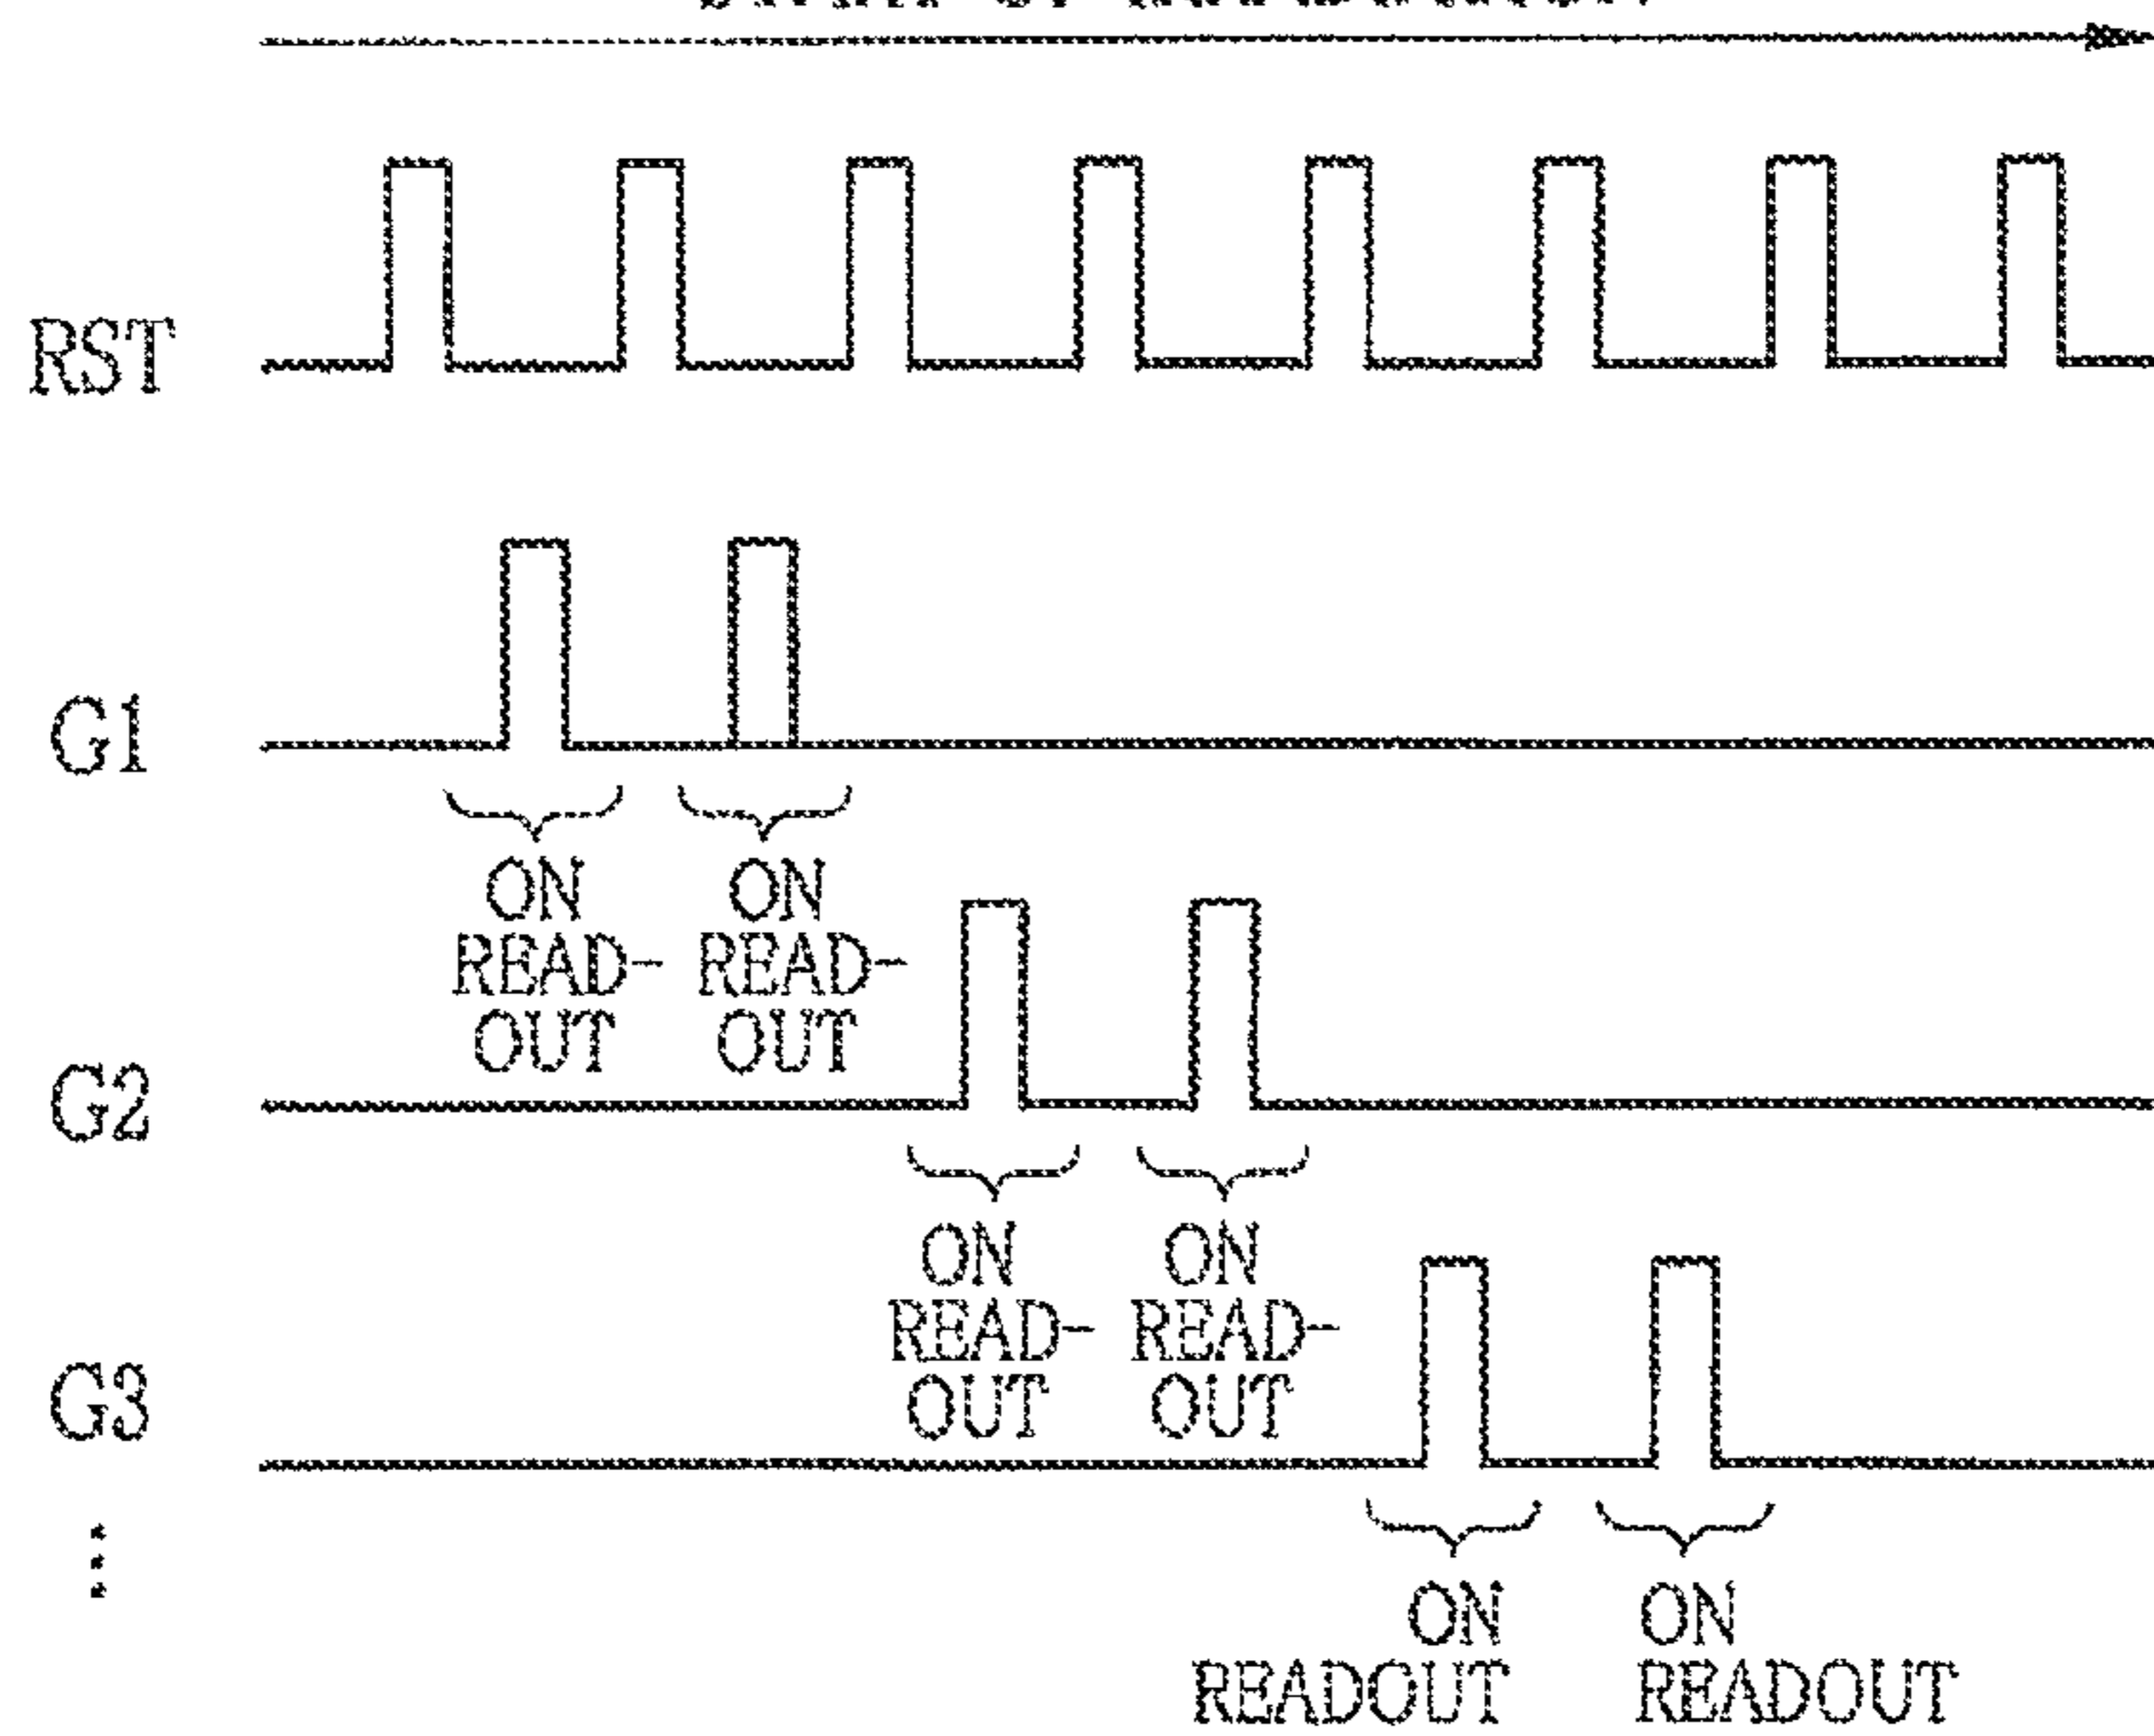 RST
G1
ON ON
READ- READ-
OUT OUT
G2
ON ON
READ- READ-
OUT OUT
G3
ON ON
READOUT READOUT